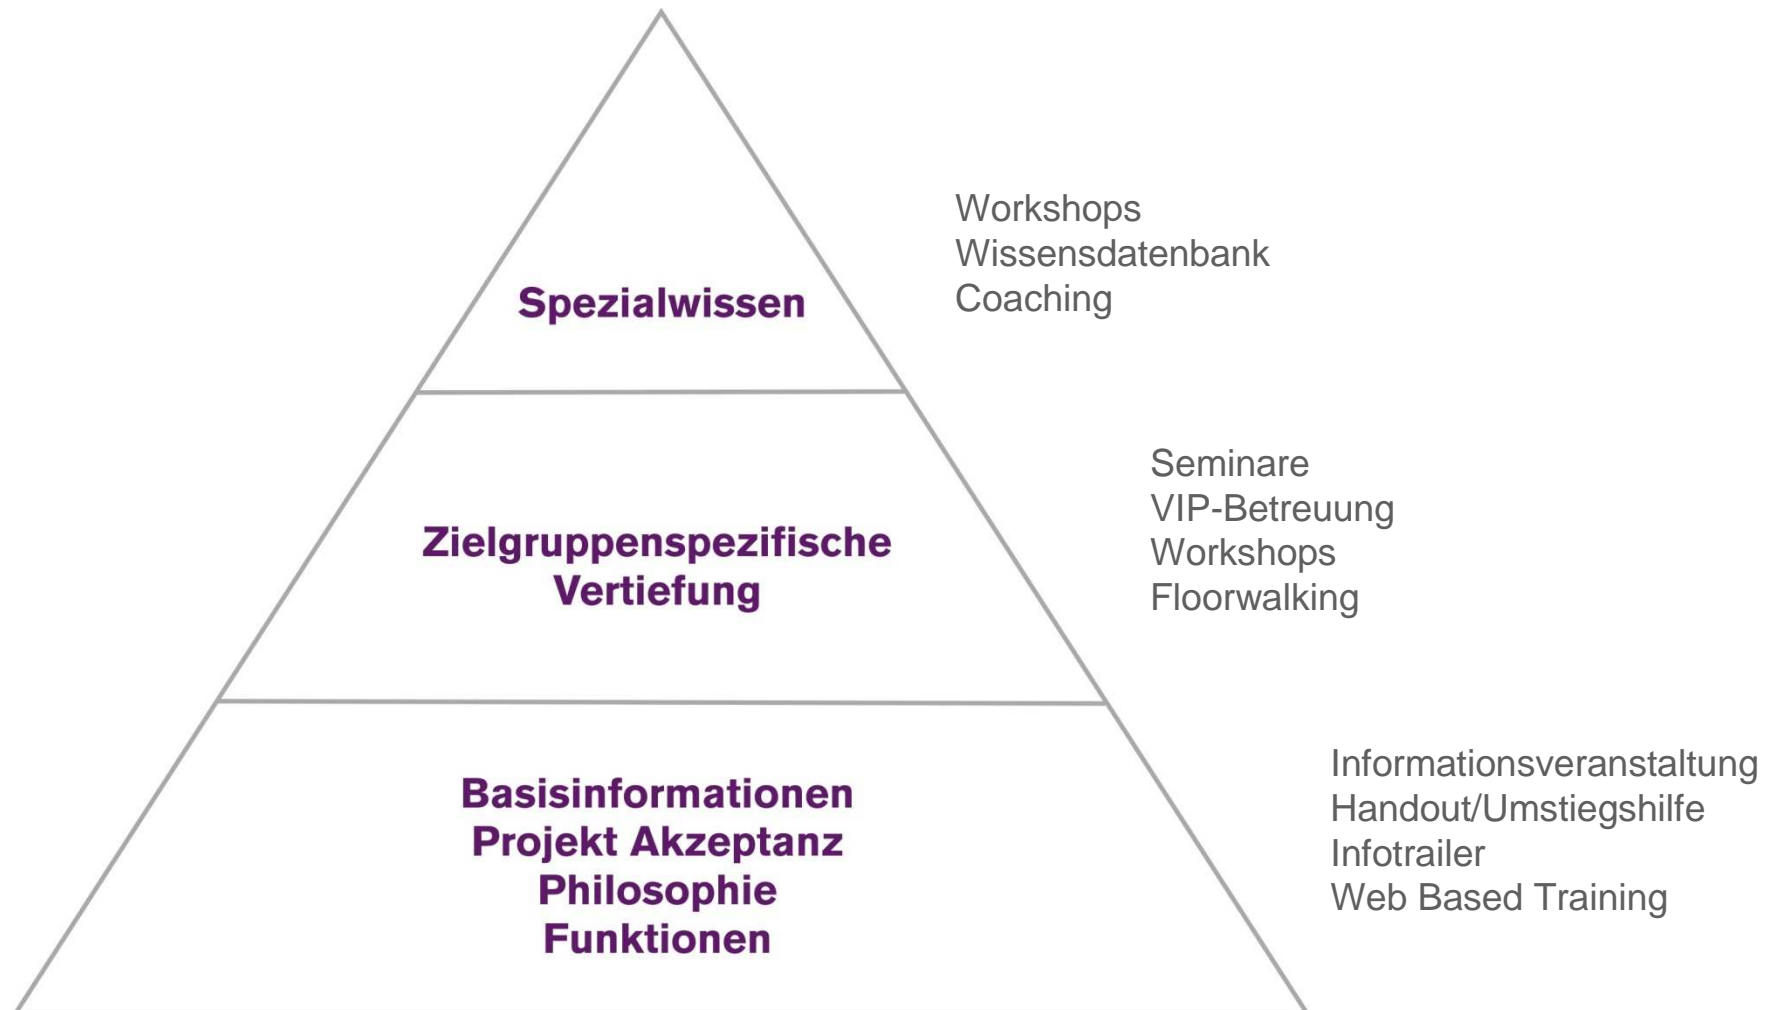 Workshops
Wissensdatenbank
Coaching
Spezialwissen
Seminare
VIP-Betreuung
Workshops
Floorwalking
Zielgruppenspezifische
Vertiefung
Informationsveranstaltung
Handout/Umstiegshilfe
Infotrailer
Web Based Training
Basisinformationen
Projekt Akzeptanz
Philosophie
Funktionen